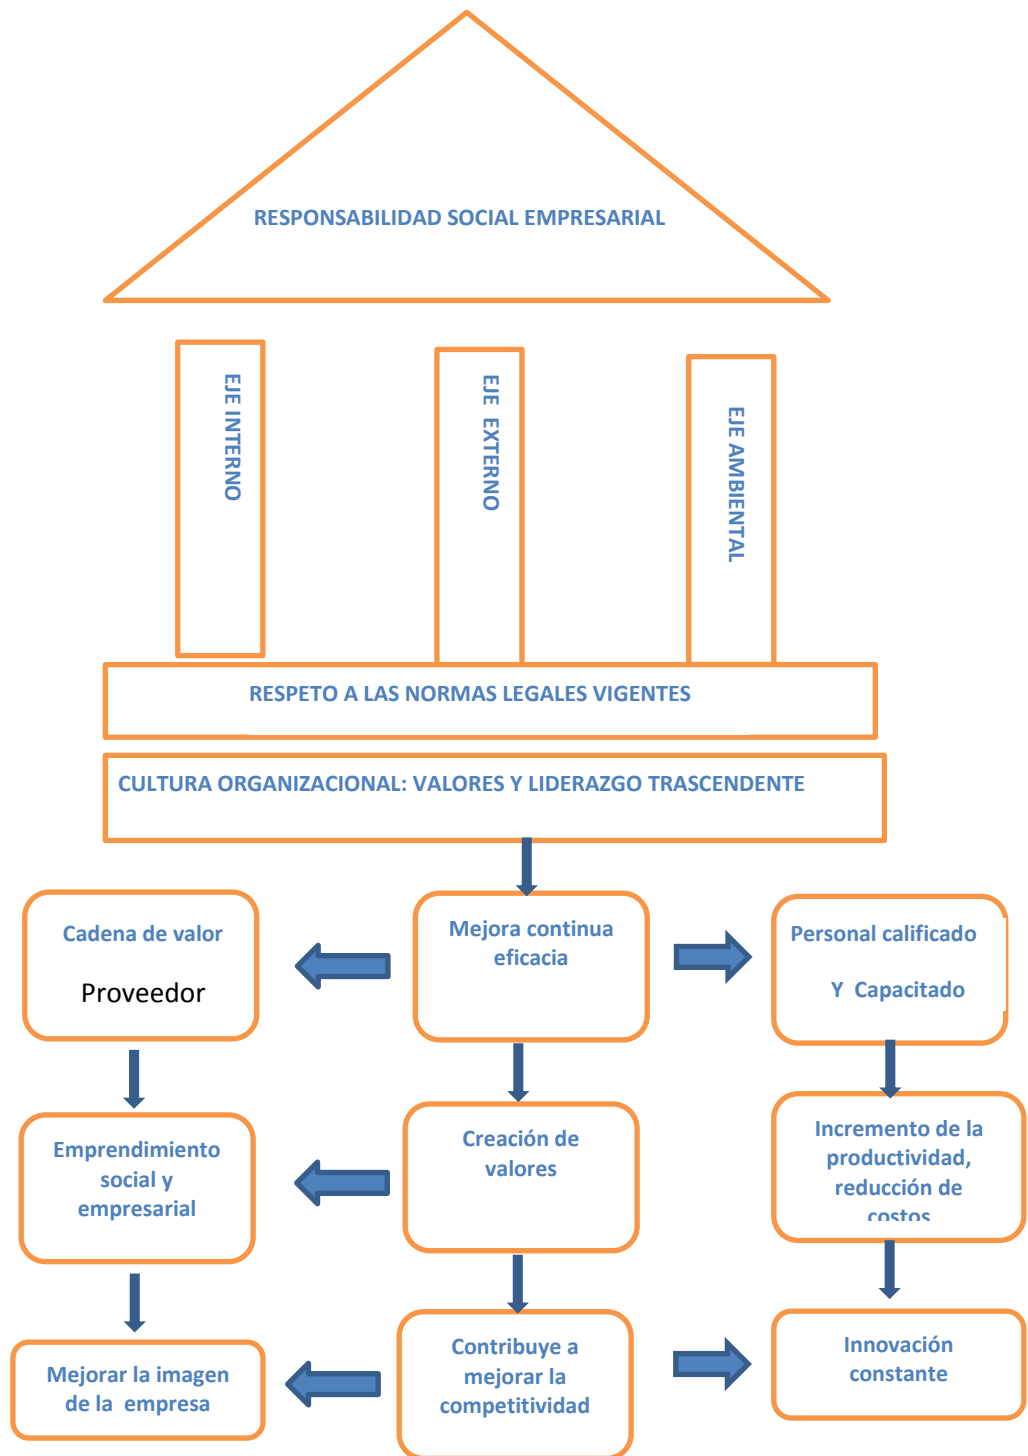 RESPONSABILIDAD SOCIAL EMPRESARIAL
EJE INTERNO
EJE EXTERNO
EJE AMBIENTAL
RESPETO A LAS NORMAS LEGALES VIGENTES
CULTURA ORGANIZACIONAL: VALORES Y LIDERAZGO TRASCENDENTE
Cadena de valor
Proveedor
Mejora continua
eficacia
Personal calificado
Y Capacitado
Emprendimiento
social y
empresarial
Creación de
valores
Incremento de la
productividad,
reducción de
costos
Mejorar la imagen
de la empresa
Contribuye a
mejorar la
competitividad
Innovación
constante